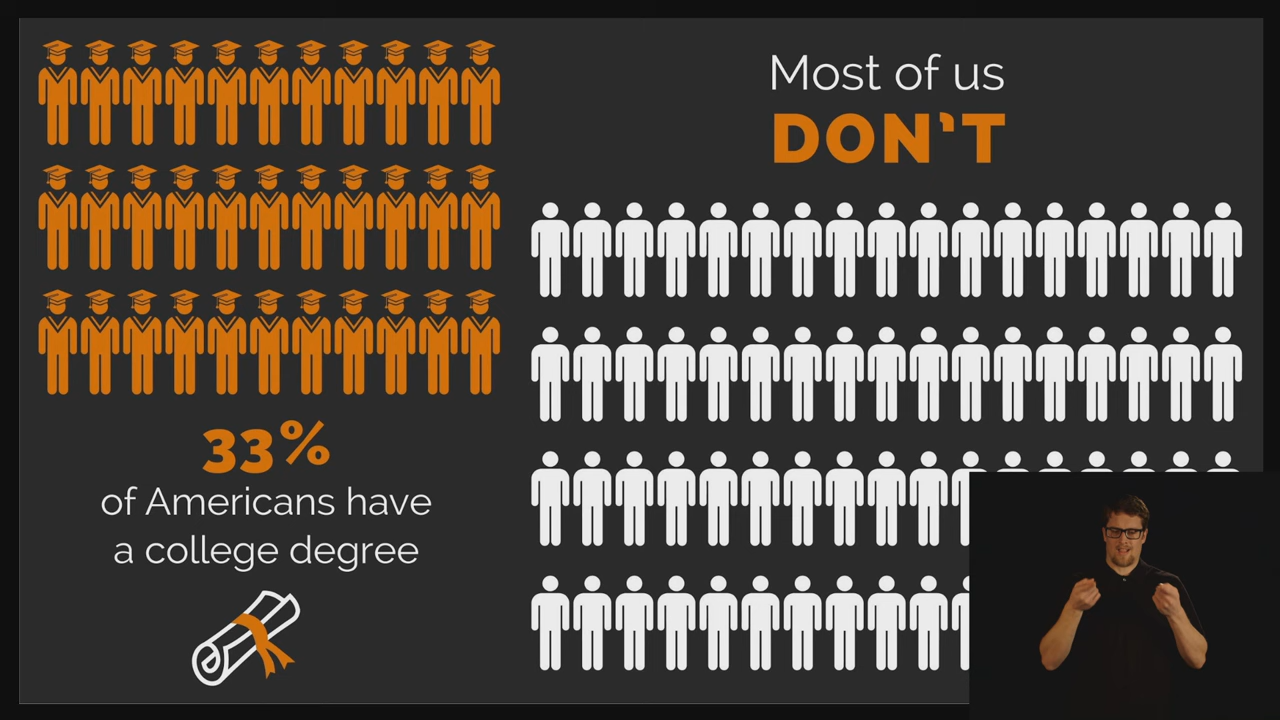 33%
of Americans have
a college degree
Most of us
DON'T